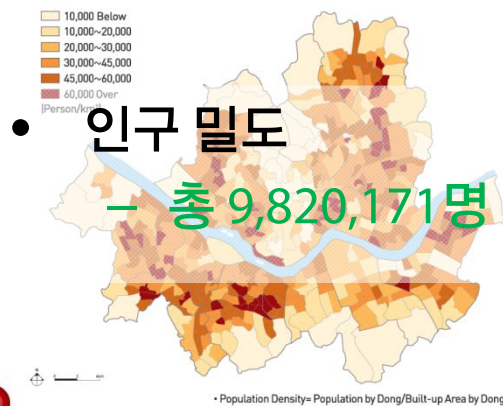 10,000 Below
10,000~20,000
20,000~30,000
30,000~45,000
45,000~60,000
60,000 Over
[Person/km²]
• 인구 밀도
– 총 9,820,171명
• Population Density= Population by Dong/Built-up Area by Dong